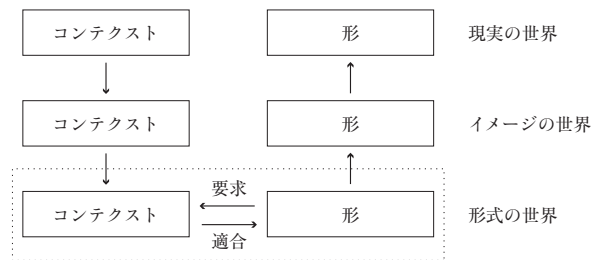 コンテクスト 形 現実の世界
コンテクスト 形 イメージの世界
要求
コンテクスト 形 形式の世界
適合